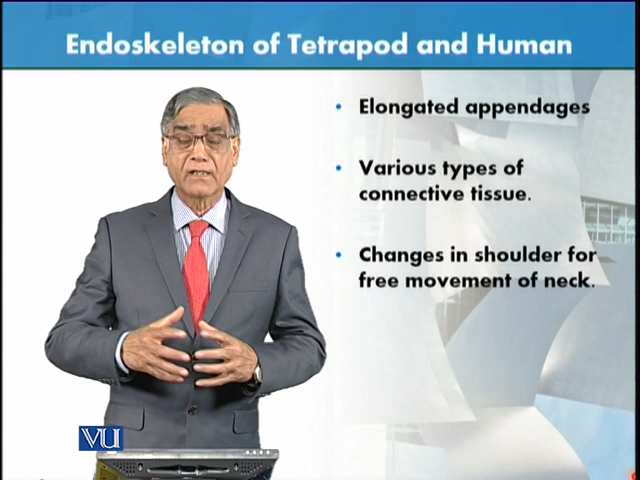 Endoskeleton of Tetrapod and Human
• Elongated appendages
• Various types of
connective tissue.
• Changes in shoulder for
free movement of neck.
VU